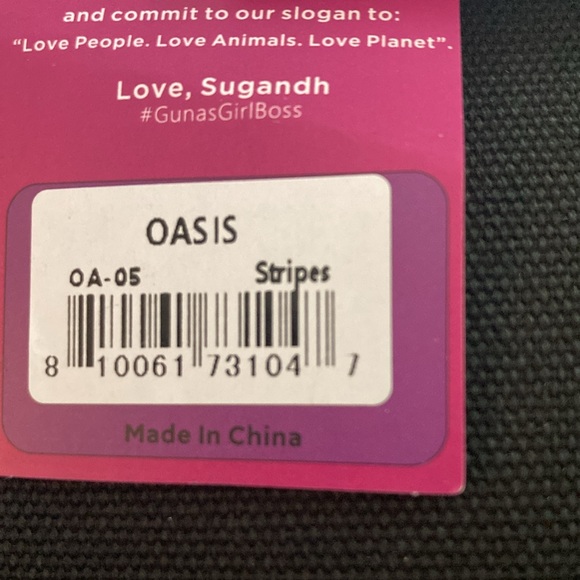 and commit to our slogan to:
“Love People. Love Animals. Love Planet”.
Love, Sugandh
#GunasGirlBoss
OASIS
OA-05 Stripes
8 10061 73104 7
Made In China